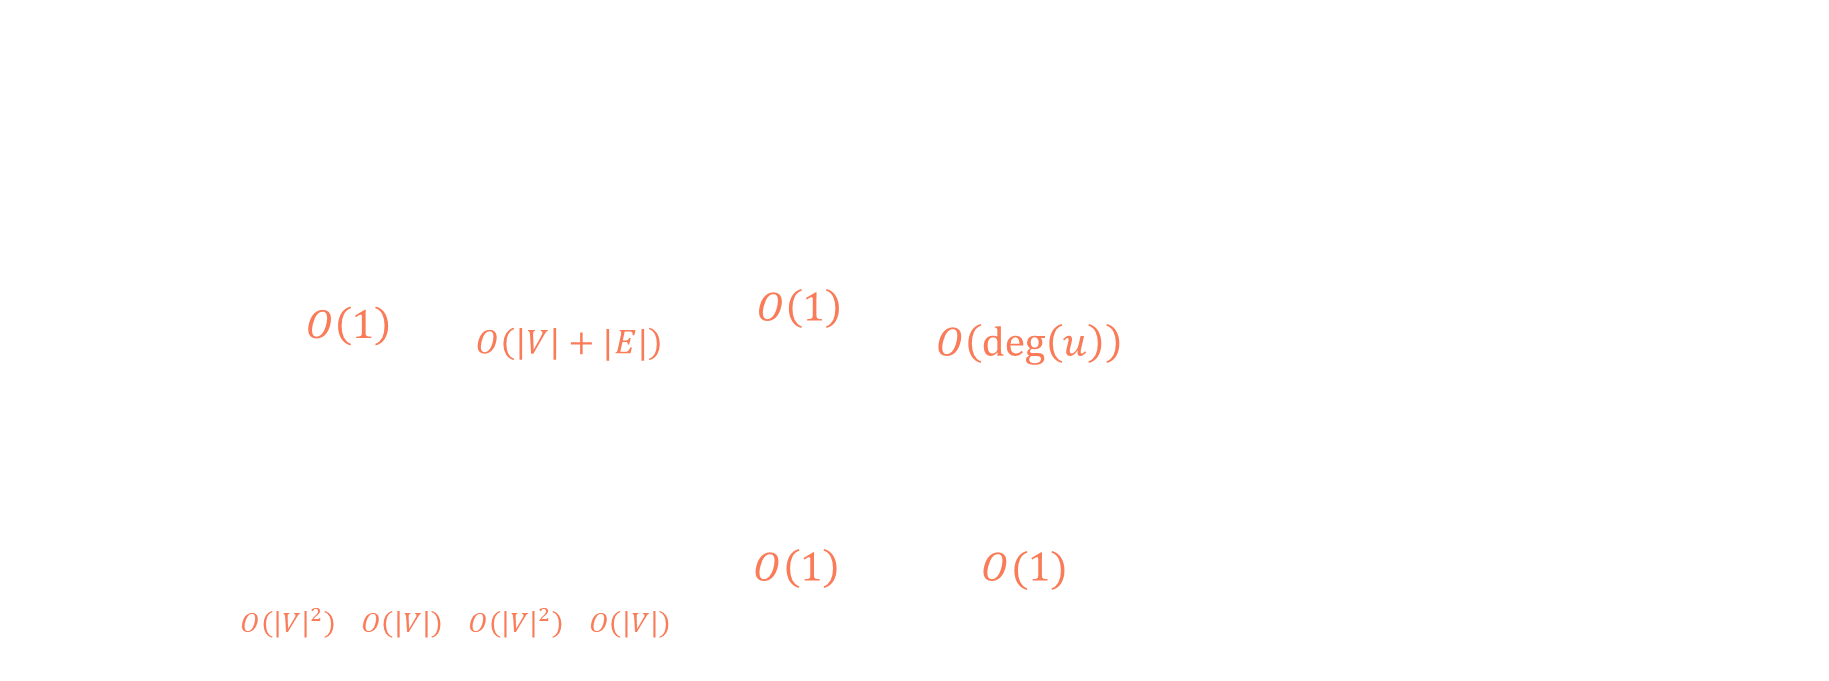 O(1) O(|V| + |E|) O(1) O(deg(u))
O(1) O(1)
O(|V|²) O(|V|) O(|V|²) O(|V|)